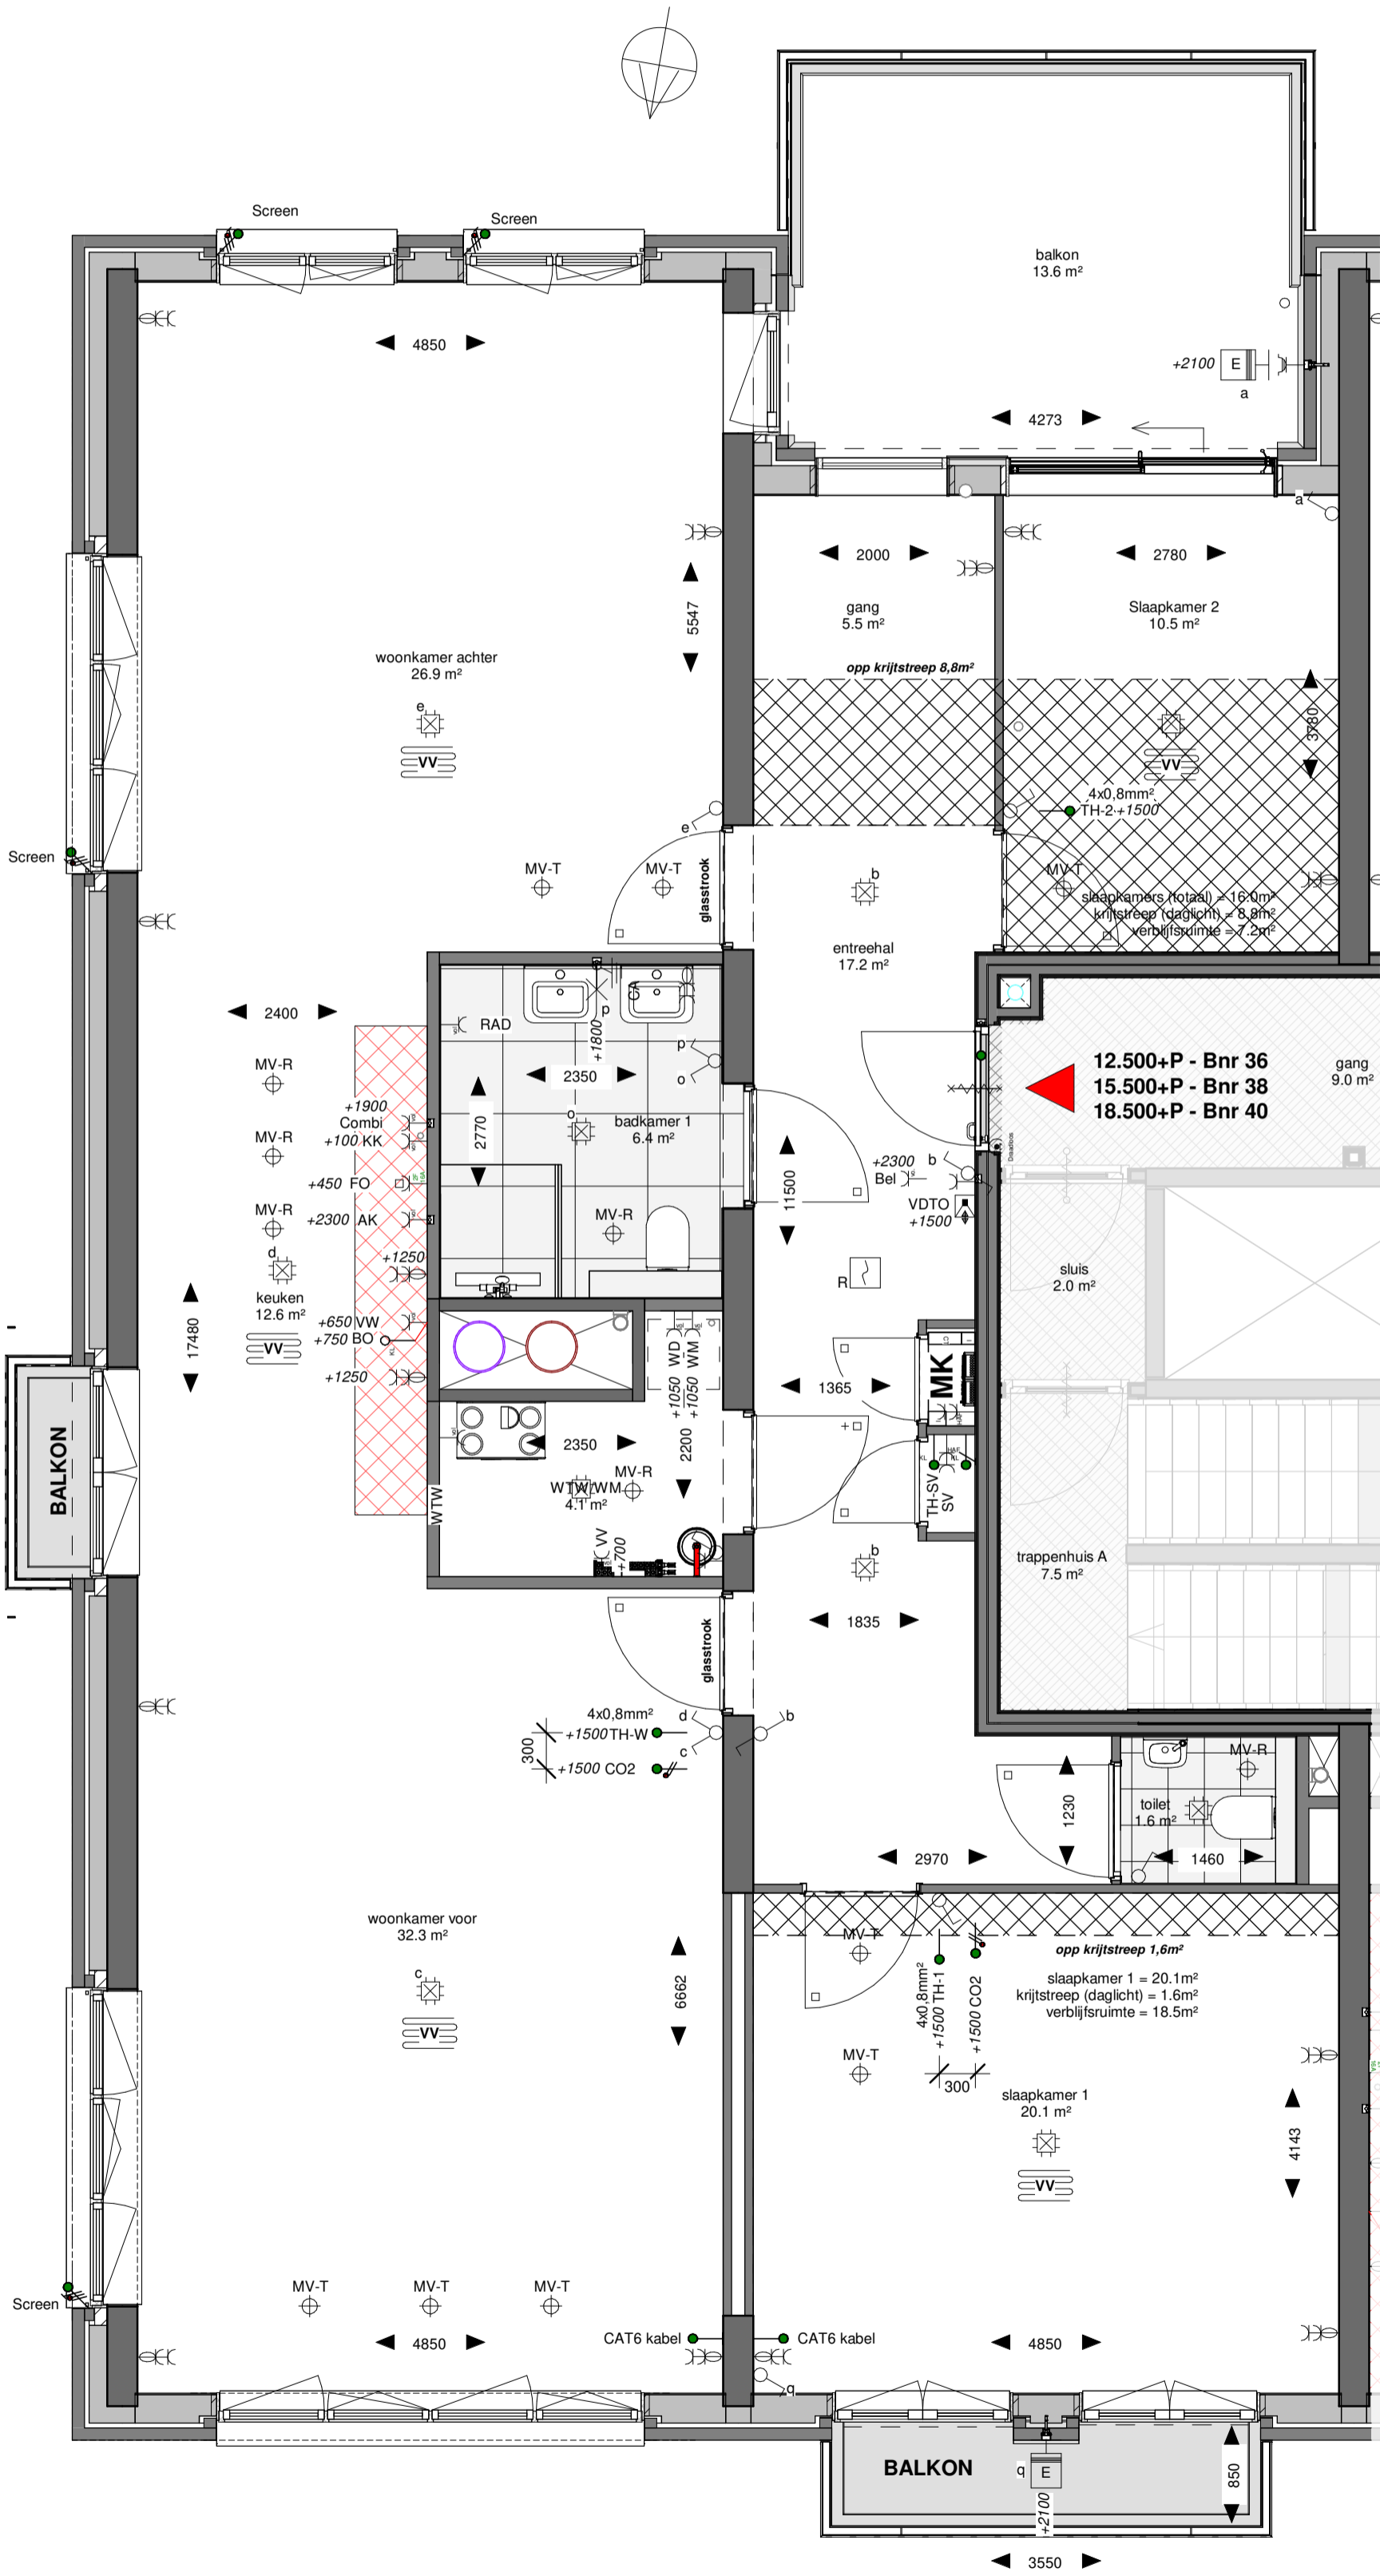 Screen
Screen
balkon
13.6 m²
+2100
E
a
4850
4273
a
2000
2780
5547
gang
5.5 m²
Slaapkamer 2
10.5 m²
woonkamer achter
26.9 m²
opp krijtstreep 8,8m²
e
VV
3780
VV
4x0,8mm²
TH-2 +1500
e
Screen
MV-T
MV-T
glasstrook
b
MV-T
slaapkamers (totaal) = 16.0m²
krijtstreep (daglicht) = 8.8m²
verblijfsruimte = 7.2m²
entreehal
17.2 m²
2400
CA
p
RAD
+1800
MV-R
2350
p
o
12.500+P - Bnr 36
15.500+P - Bnr 38
18.500+P - Bnr 40
gang
9.0 m²
+1900
Combi
+100 KK
o
badkamer 1
6.4 m²
2770
MV-R
+450 FO
2F
16A
11500
+2300
Bel
b
Draadloos
VDTO
+1500
+2300 AK
MV-R
MV-R
+1250
d
keuken
12.6 m²
R
sluis
2.0 m²
+650 VW
+750 BO
KL
VV
17480
+1050 WD
+1050 WM
+1250
1365
MK
BALKON
2350
2200
MV-R
WTW/WM
4.1 m²
WTW
TH-SV
SV
KL
VV
+700
b
trappenhuis A
7.5 m²
1835
glasstrook
4x0,8mm²
+1500 TH-W
d
b
300
+1500 CO2
c
MV-R
toilet
1.6 m²
1230
2970
1460
woonkamer voor
32.3 m²
MV-T
opp krijtstreep 1,6m²
c
VV
6662
4x0,8mm²
+1500 TH-1
+1500 CO2
slaapkamer 1 = 20.1m²
krijtstreep (daglicht) = 1.6m²
verblijfsruimte = 18.5m²
MV-T
300
slaapkamer 1
20.1 m²
4143
VV
Screen
MV-T
MV-T
MV-T
4850
CAT6 kabel
CAT6 kabel
4850
q
BALKON
q
E
+2100
850
3550